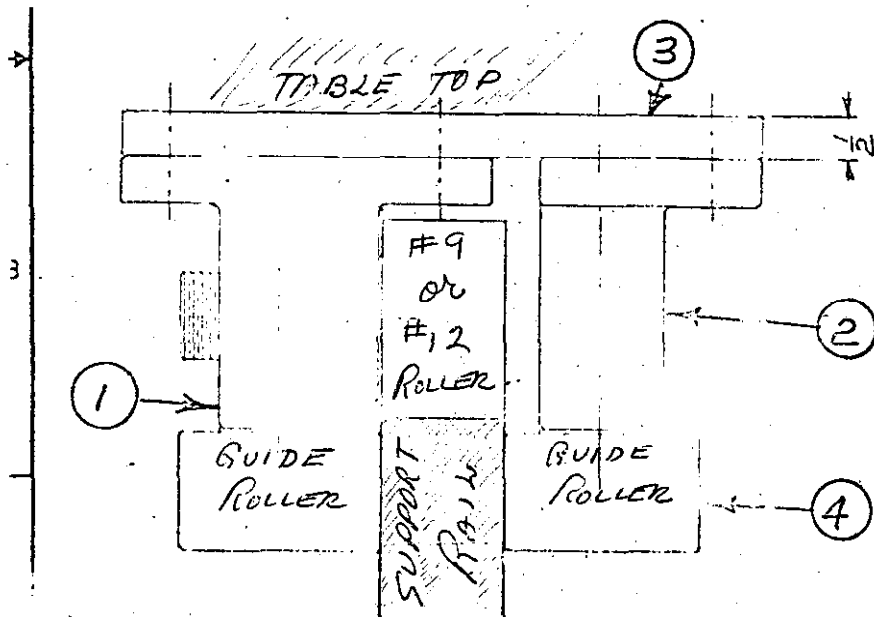 3
TABLE TOP
1/2
#9
or
#12
ROLLER
3
2
1
GUIDE
ROLLER
SUPPORT
RAIL
GUIDE
ROLLER
4